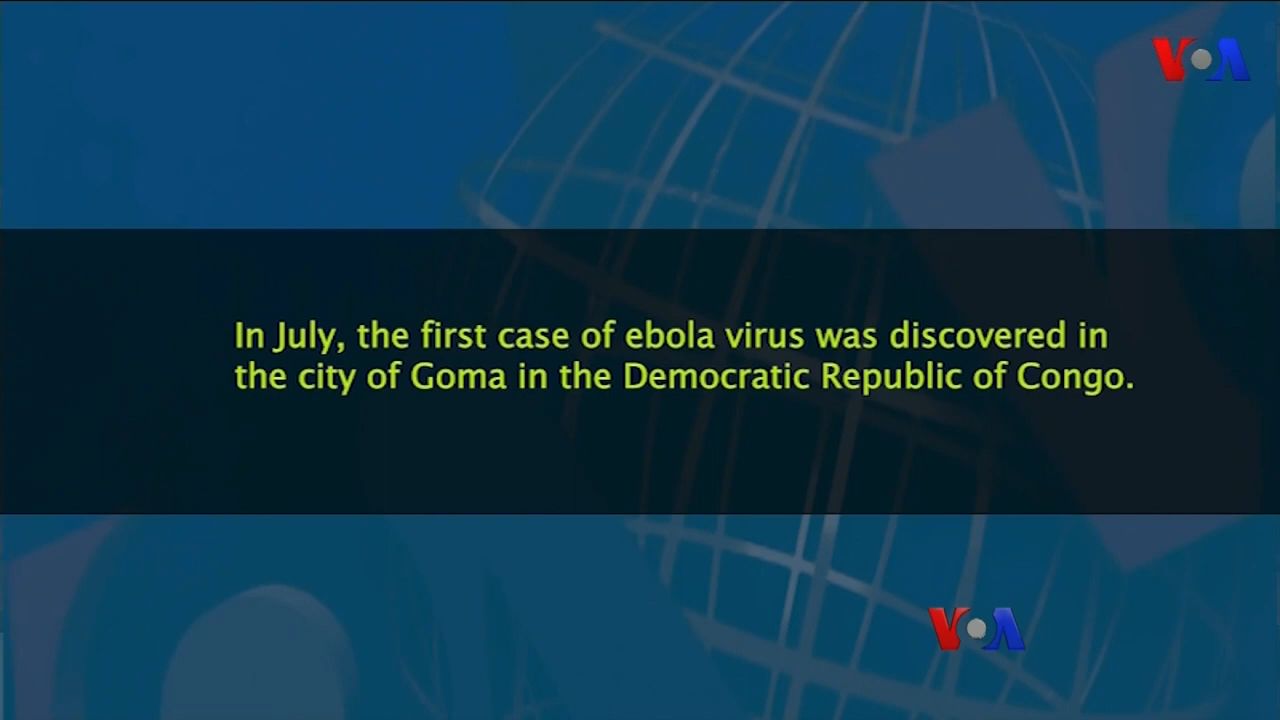 VOA
In July, the first case of ebola virus was discovered in
the city of Goma in the Democratic Republic of Congo.
VOA